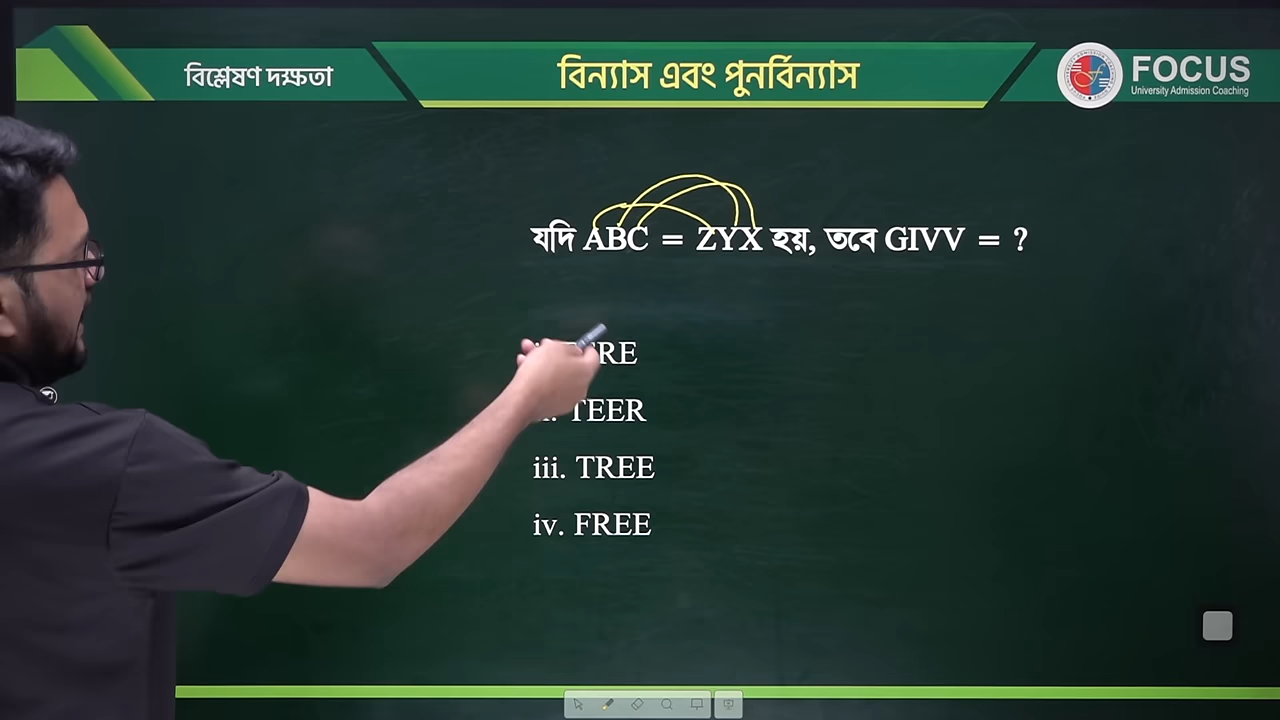 বিশ্লেষণ দক্ষতা
বিন্যাস এবং পুনর্বিন্যাস
FOCUS
University Admission Coaching
যদি ABC = ZYX হয়, তবে GIVV = ?
RE
TEER
iii. TREE
iv. FREE